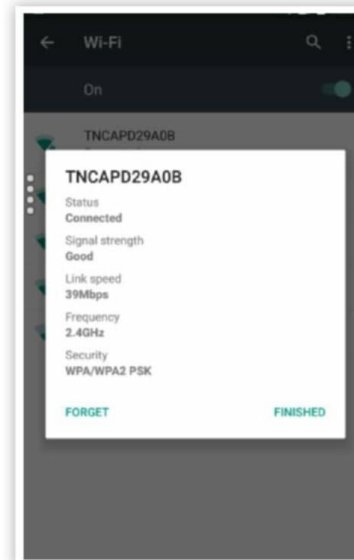 Wi-Fi
On
TNCAPD29A0B
TNCAPD29A0B
Status
Connected
Signal strength
Good
Link speed
39Mbps
Frequency
2.4GHz
Security
WPA/WPA2 PSK
FORGET FINISHED